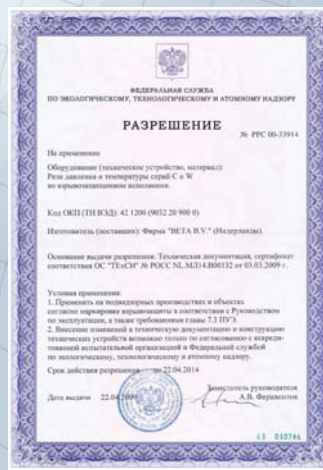 ФЕДЕРАЛЬНАЯ СЛУЖБА
ПО ЭКОЛОГИЧЕСКОМУ, ТЕХНОЛОГИЧЕСКОМУ И АТОМНОМУ НАДЗОРУ
РАЗРЕШЕНИЕ
№ РРС 00-33914
На применение
Оборудование (техническое устройство, материал):
Реле давления и температуры серий C и W
во взрывозащищенном исполнении.
Код ОКП (ТН ВЭД): 42 1200 (9032 20 900 0)
Изготовитель (поставщик): Фирма "BETA B.V." (Нидерланды).
Основание выдачи разрешения: Техническая документация, сертификат
соответствия ОС "ТЕхСИ" № РОСС NL.МЛ14.В00132 от 03.03.2009 г.
Условия применения:
1. Применять на поднадзорных производствах и объектах
согласно маркировке взрывозащиты в соответствии с Руководством
по эксплуатации, а также требованиями главы 7.3 ПУЭ.
2. Внесение изменений в техническую документацию и конструкцию
технических устройств возможно только по согласованию с аккреди-
тованной испытательной организацией и Федеральной службой
по экологическому, технологическому и атомному надзору.
Срок действия разрешения до 22.04.2014
Дата выдачи 22.04.2009
Заместитель руководителя
А.В. Ферапонтов
13 010746